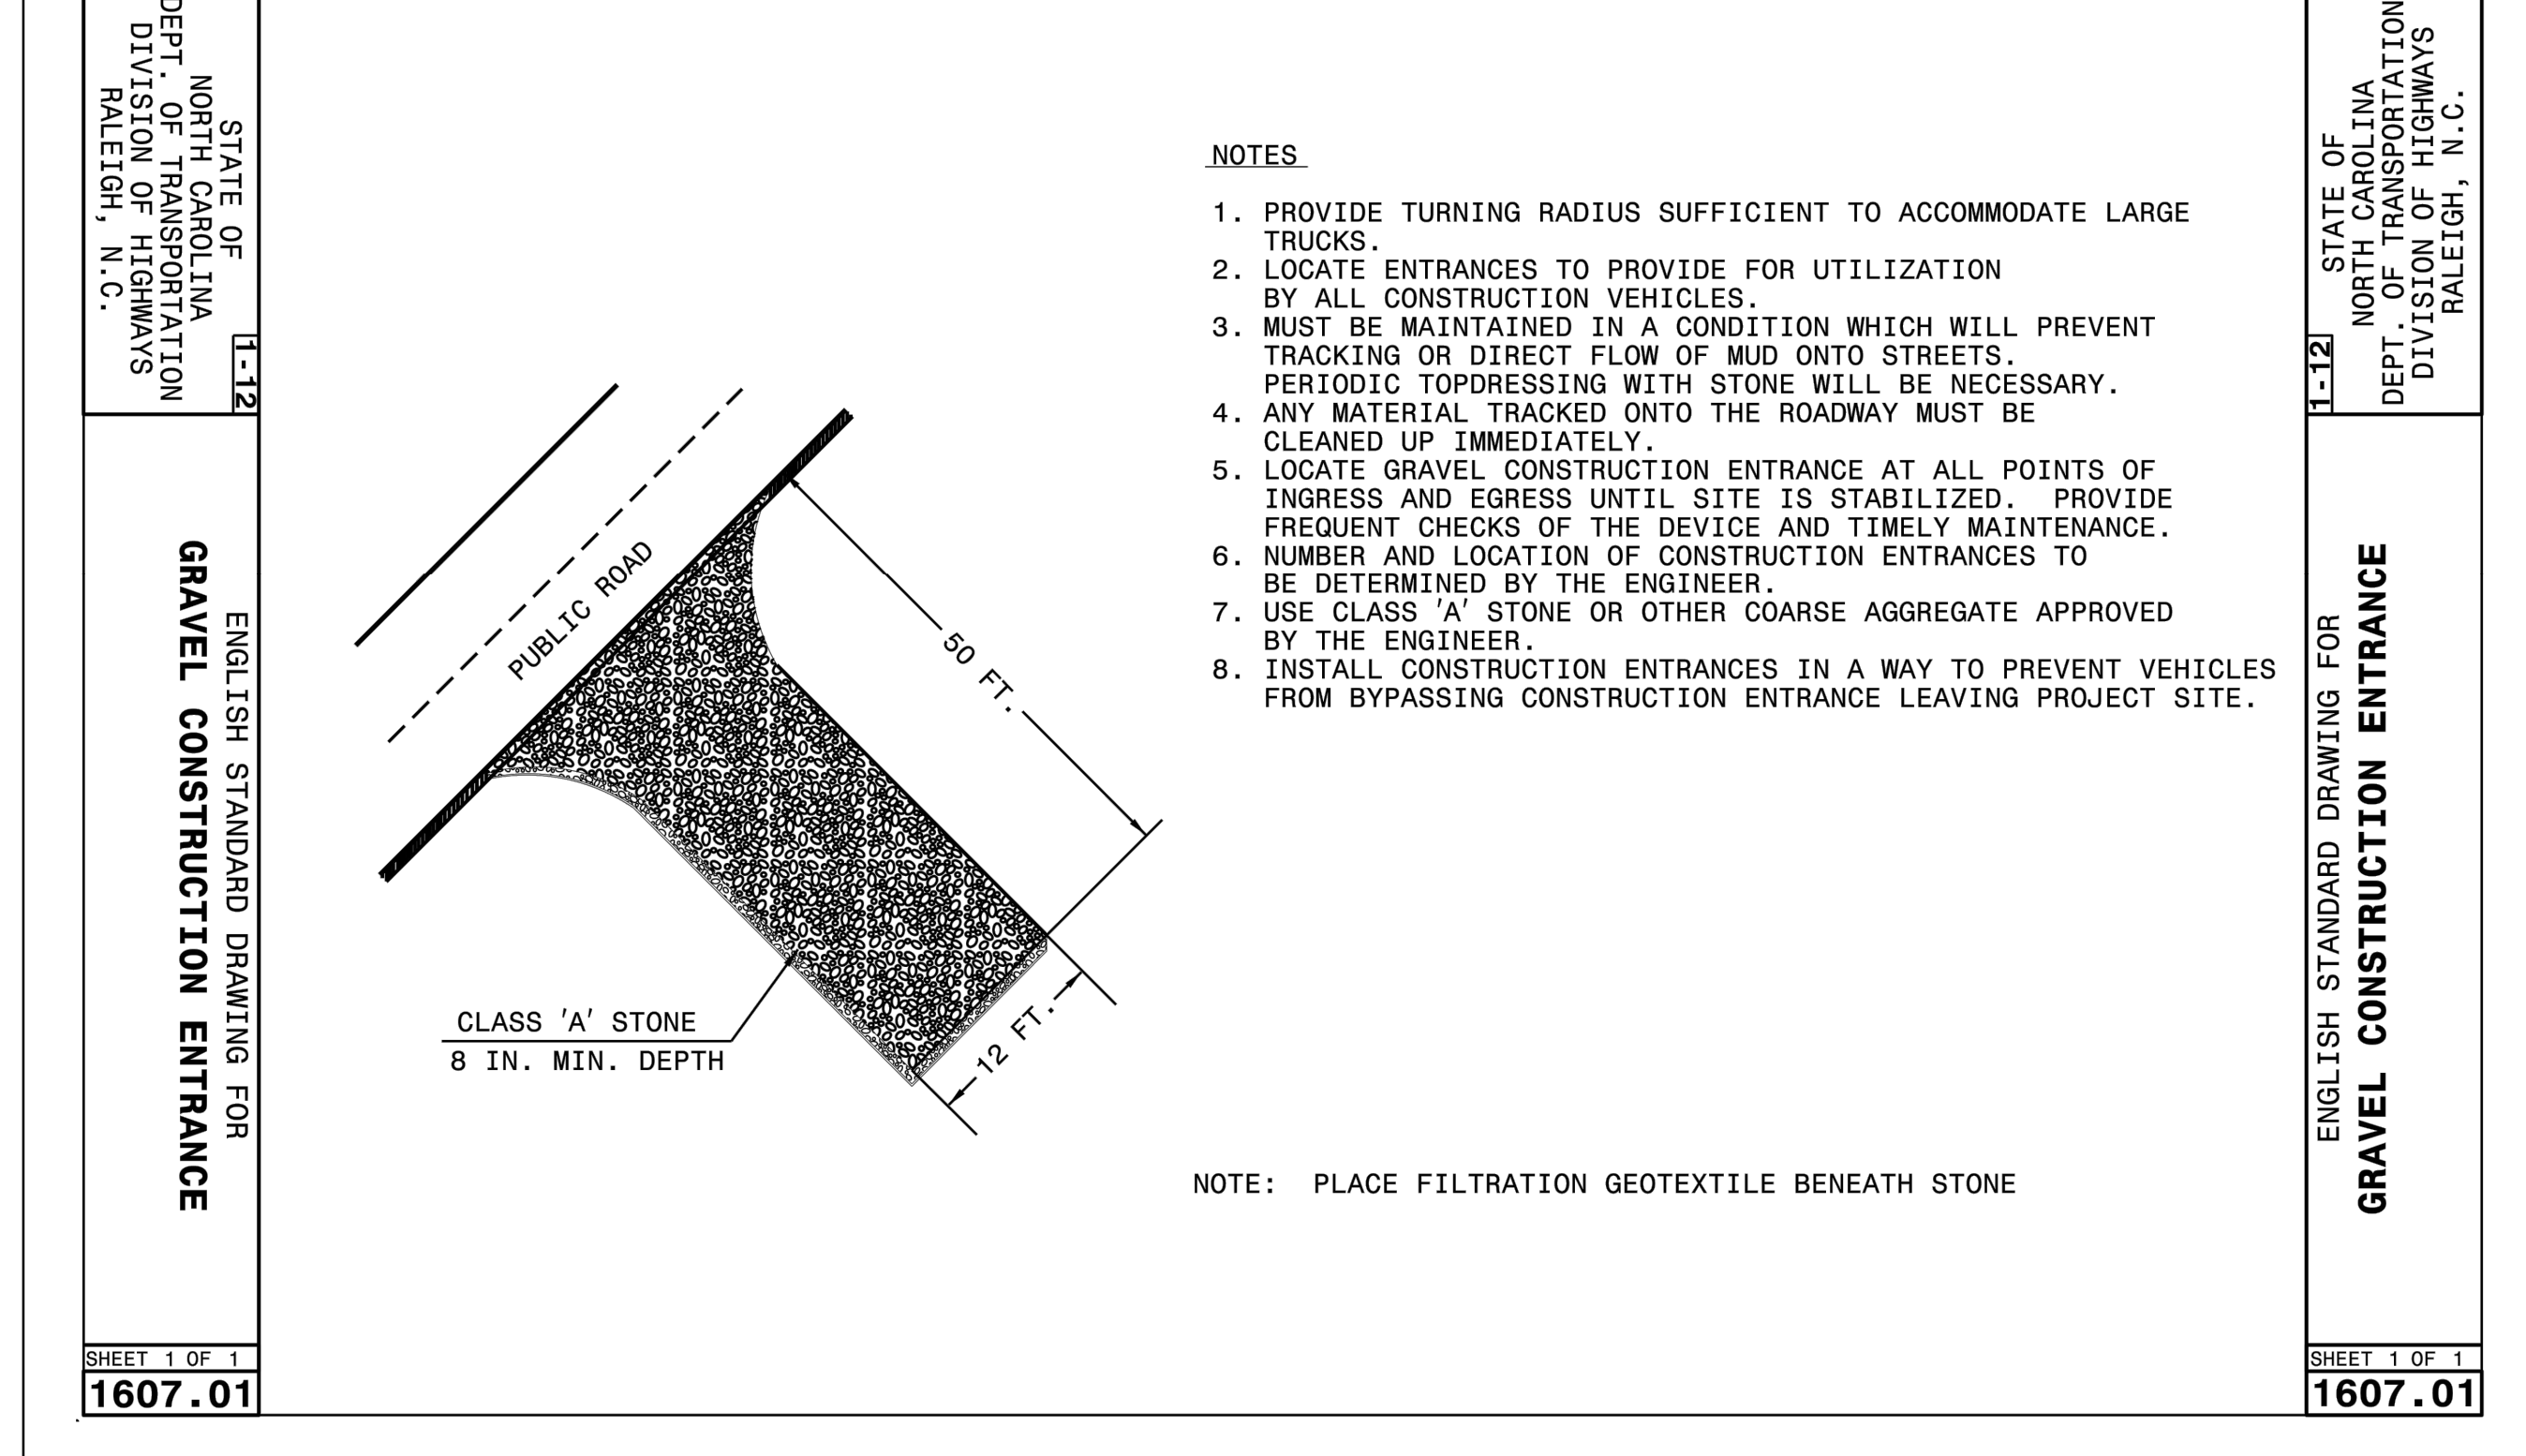 STATE OF
NORTH CAROLINA
DEPT. OF TRANSPORTATION
DIVISION OF HIGHWAYS
RALEIGH, N.C.
1-12
ENGLISH STANDARD DRAWING FOR
GRAVEL CONSTRUCTION ENTRANCE
SHEET 1 OF 1
1607.01
PUBLIC ROAD
50 FT.
12 FT.
CLASS 'A' STONE
8 IN. MIN. DEPTH
NOTES
1. PROVIDE TURNING RADIUS SUFFICIENT TO ACCOMMODATE LARGE
TRUCKS.
2. LOCATE ENTRANCES TO PROVIDE FOR UTILIZATION
BY ALL CONSTRUCTION VEHICLES.
3. MUST BE MAINTAINED IN A CONDITION WHICH WILL PREVENT
TRACKING OR DIRECT FLOW OF MUD ONTO STREETS.
PERIODIC TOPDRESSING WITH STONE WILL BE NECESSARY.
4. ANY MATERIAL TRACKED ONTO THE ROADWAY MUST BE
CLEANED UP IMMEDIATELY.
5. LOCATE GRAVEL CONSTRUCTION ENTRANCE AT ALL POINTS OF
INGRESS AND EGRESS UNTIL SITE IS STABILIZED. PROVIDE
FREQUENT CHECKS OF THE DEVICE AND TIMELY MAINTENANCE.
6. NUMBER AND LOCATION OF CONSTRUCTION ENTRANCES TO
BE DETERMINED BY THE ENGINEER.
7. USE CLASS 'A' STONE OR OTHER COARSE AGGREGATE APPROVED
BY THE ENGINEER.
8. INSTALL CONSTRUCTION ENTRANCES IN A WAY TO PREVENT VEHICLES
FROM BYPASSING CONSTRUCTION ENTRANCE LEAVING PROJECT SITE.
NOTE: PLACE FILTRATION GEOTEXTILE BENEATH STONE
STATE OF
NORTH CAROLINA
DEPT. OF TRANSPORTATION
DIVISION OF HIGHWAYS
RALEIGH, N.C.
1-12
ENGLISH STANDARD DRAWING FOR
GRAVEL CONSTRUCTION ENTRANCE
SHEET 1 OF 1
1607.01